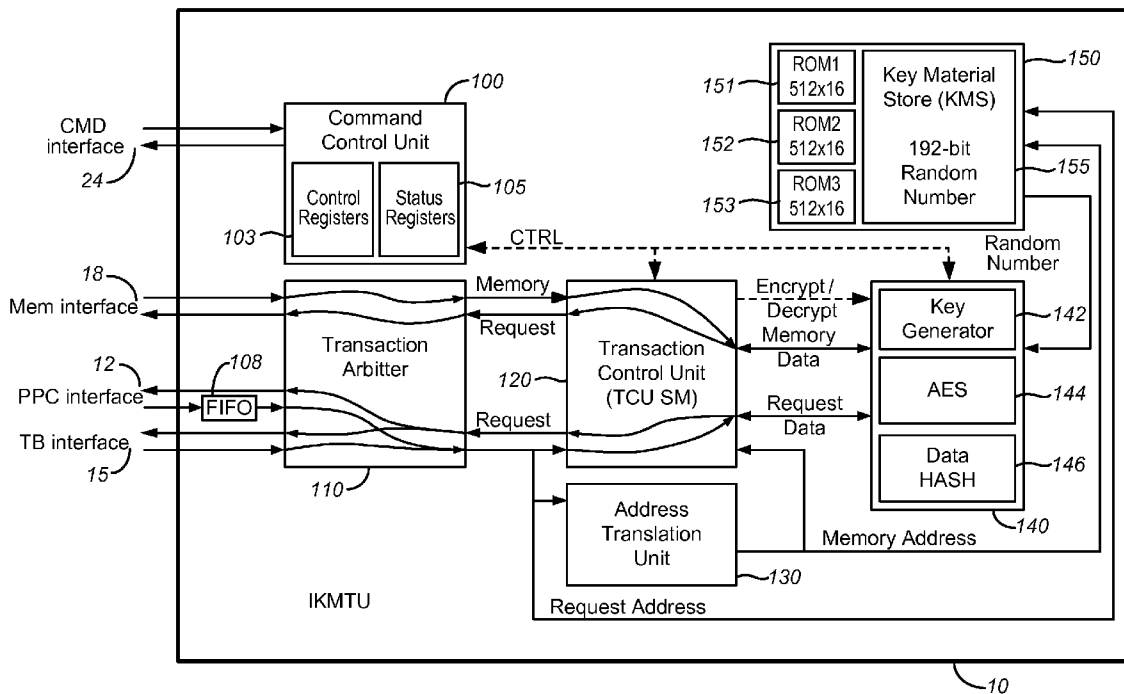 ROM1
512x16
151
ROM2
512x16
152
ROM3
512x16
153
Key Material
Store (KMS)
192-bit
Random
Number
150
155
100
Command
Control Unit
CMD
interface
24
Control
Registers
103
Status
Registers
105
CTRL
Random
Number
18
Mem interface
Memory
Request
Transaction
Arbitter
12
108
PPC interface
FIFO
TB interface
15
110
Request
120
Transaction
Control Unit
(TCU SM)
Encrypt /
Decrypt
Memory
Data
Request
Data
Key
Generator
142
AES
144
Data
HASH
146
140
Address
Translation
Unit
130
Memory Address
Request Address
IKMTU
10